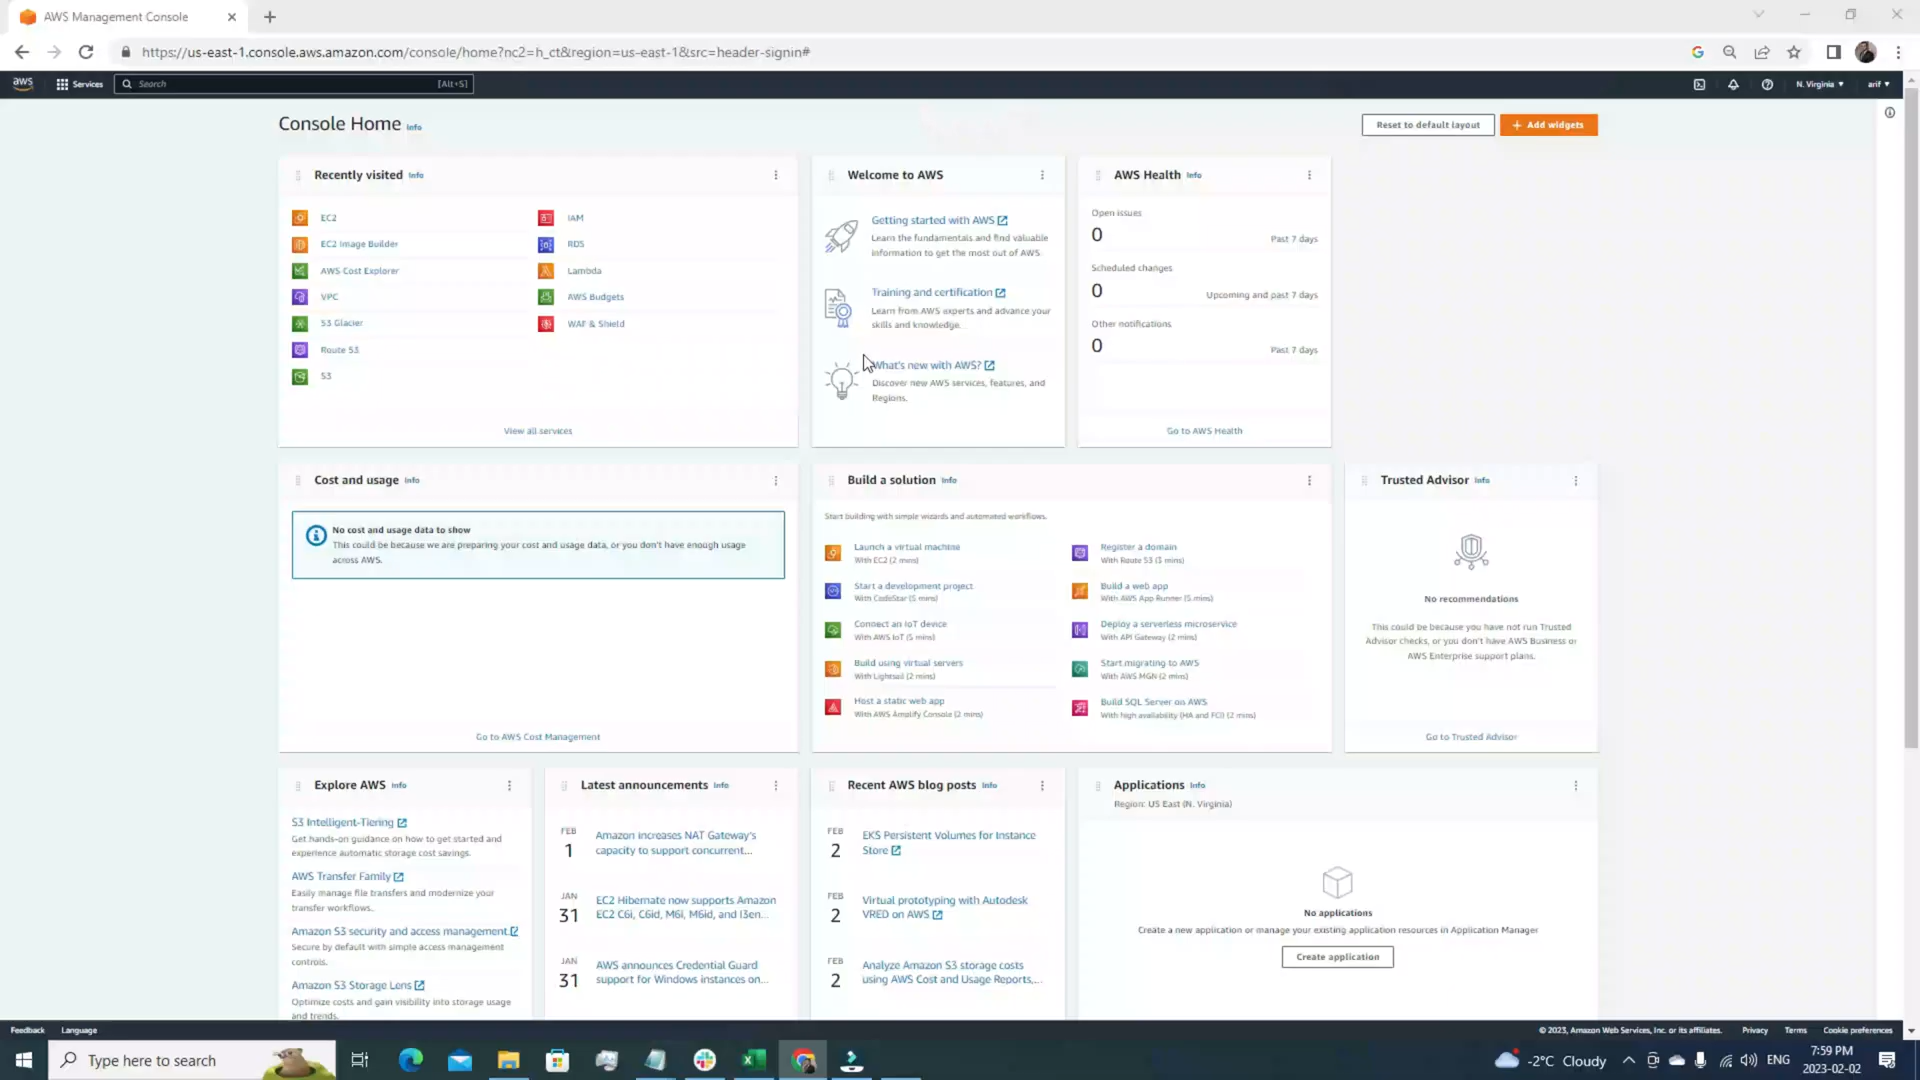 AWS Management Console
https://us-east-1.console.aws.amazon.com/console/home?nc2=h_ct&region=us-east-1&src=header-signin#
aws
Services
Search
[Alt+S]
N. Virginia
arif
Console Home Info
Reset to default layout
Add widgets
Recently visited Info
EC2
EC2 Image Builder
AWS Cost Explorer
VPC
S3 Glacier
Route 53
S3
IAM
RDS
Lambda
AWS Budgets
WAF & Shield
View all services
Welcome to AWS
Getting started with AWS
Learn the fundamentals and find valuable
information to get the most out of AWS.
Training and certification
Learn from AWS experts and advance your
skills and knowledge.
What's new with AWS?
Discover new AWS services, features, and
Regions.
AWS Health Info
Open issues
0
Past 7 days
Scheduled changes
0
Upcoming and past 7 days
Other notifications
0
Past 7 days
Go to AWS Health
Cost and usage Info
No cost and usage data to show
This could be because we are preparing your cost and usage data, or you don't have enough usage
across AWS.
Go to AWS Cost Management
Build a solution Info
Start building with simple wizards and automated workflows.
Launch a virtual machine
With EC2 (2 mins)
Start a development project
With CodeStar (5 mins)
Connect an IoT device
With AWS IoT (5 mins)
Build using virtual servers
With Lightsail (2 mins)
Host a static web app
With AWS Amplify Console (2 mins)
Register a domain
With Route 53 (3 mins)
Build a web app
With AWS App Runner (5 mins)
Deploy a serverless microservice
With API Gateway (2 mins)
Start migrating to AWS
With AWS MGN (2 mins)
Build SQL Server on AWS
With high availability (HA and FCI) (2 mins)
Trusted Advisor Info
No recommendations
This could be because you have not run Trusted
Advisor checks, or you don't have AWS Business or
AWS Enterprise support plans.
Go to Trusted Advisor
Explore AWS Info
S3 Intelligent-Tiering
Get hands-on guidance on how to get started and
experience automatic storage cost savings.
AWS Transfer Family
Easily manage file transfers and modernize your
transfer workflows.
Amazon S3 security and access management
Secure by default with simple access management
controls.
Amazon S3 Storage Lens
Optimize costs and gain visibility into storage usage
and trends.
Latest announcements Info
FEB
1
Amazon increases NAT Gateway's
capacity to support concurrent...
JAN
31
EC2 Hibernate now supports Amazon
EC2 C6i, C6id, M6i, M6id, and I3en...
JAN
31
AWS announces Credential Guard
support for Windows instances on...
Recent AWS blog posts Info
FEB
2
EKS Persistent Volumes for Instance
Store
FEB
2
Virtual prototyping with Autodesk
VRED on AWS
FEB
2
Analyze Amazon S3 storage costs
using AWS Cost and Usage Reports,...
Applications Info
Region: US East (N. Virginia)
No applications
Create a new application or manage your existing application resources in Application Manager
Create application
Feedback
Language
© 2023, Amazon Web Services, Inc. or its affiliates.
Privacy
Terms
Cookie preferences
Type here to search
-2°C Cloudy
ENG
7:59 PM
2023-02-02